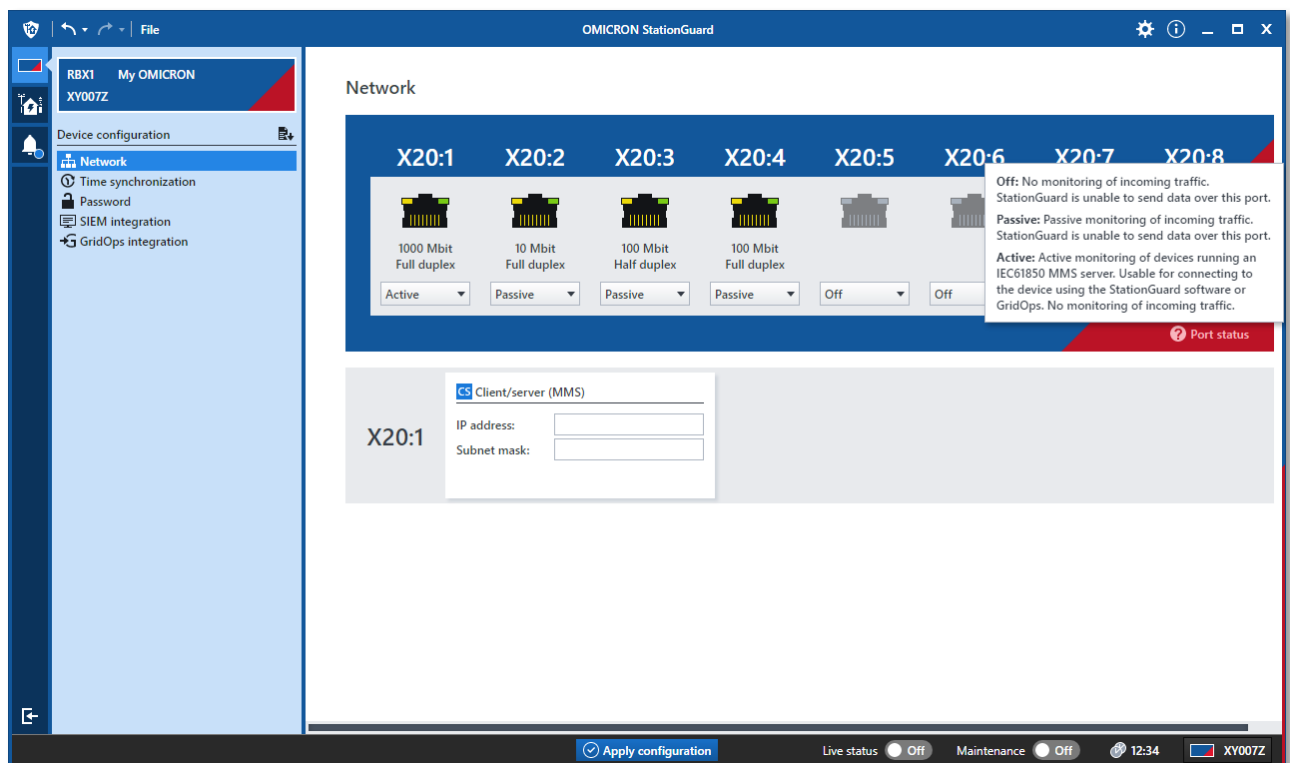 File
OMICRON StationGuard
RBX1 My OMICRON
XY007Z
Device configuration
Network
Time synchronization
Password
SIEM integration
GridOps integration
Network
X20:1 X20:2 X20:3 X20:4 X20:5 X20:6 X20:7 X20:8
1000 Mbit
Full duplex
10 Mbit
Full duplex
100 Mbit
Half duplex
100 Mbit
Full duplex
Active Passive Passive Passive Off Off
Off: No monitoring of incoming traffic.
StationGuard is unable to send data over this port.
Passive: Passive monitoring of incoming traffic.
StationGuard is unable to send data over this port.
Active: Active monitoring of devices running an
IEC61850 MMS server. Usable for connecting to
the device using the StationGuard software or
GridOps. No monitoring of incoming traffic.
Port status
X20:1
CS Client/server (MMS)
IP address:
Subnet mask:
Apply configuration
Live status Off
Maintenance Off
12:34
XY007Z